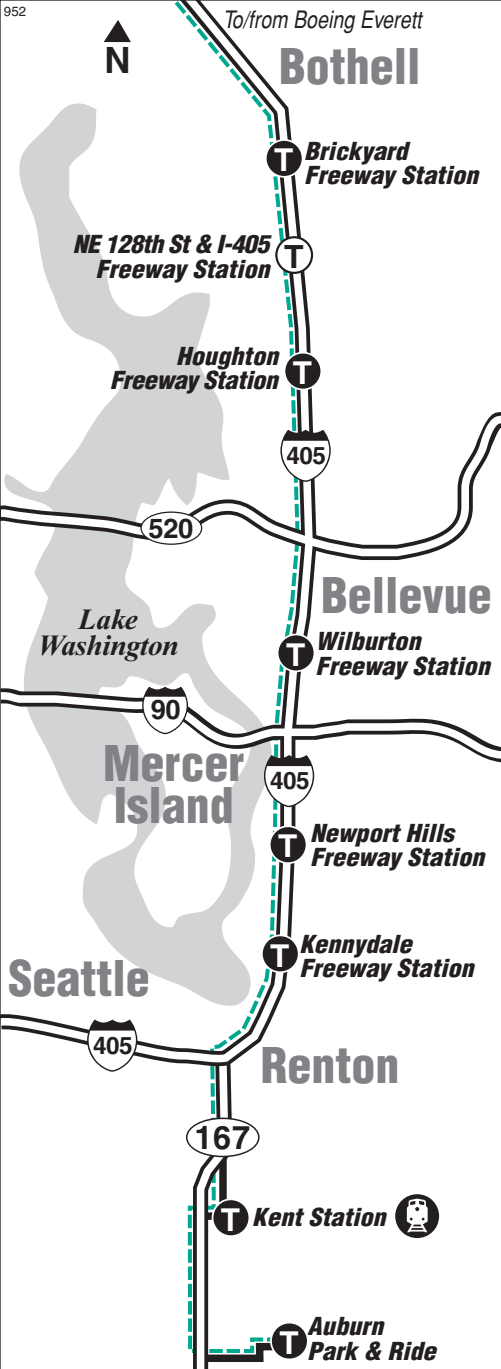 952
To/from Boeing Everett
N
Bothell
T
Brickyard
Freeway Station
NE 128th St & I-405
Freeway Station
T
Houghton
Freeway Station
T
405
520
Bellevue
Lake
Washington
T
Wilburton
Freeway Station
90
Mercer
Island
405
T
Newport Hills
Freeway Station
T
Kennydale
Freeway Station
Seattle
405
Renton
167
T
Kent Station
T
Auburn
Park & Ride